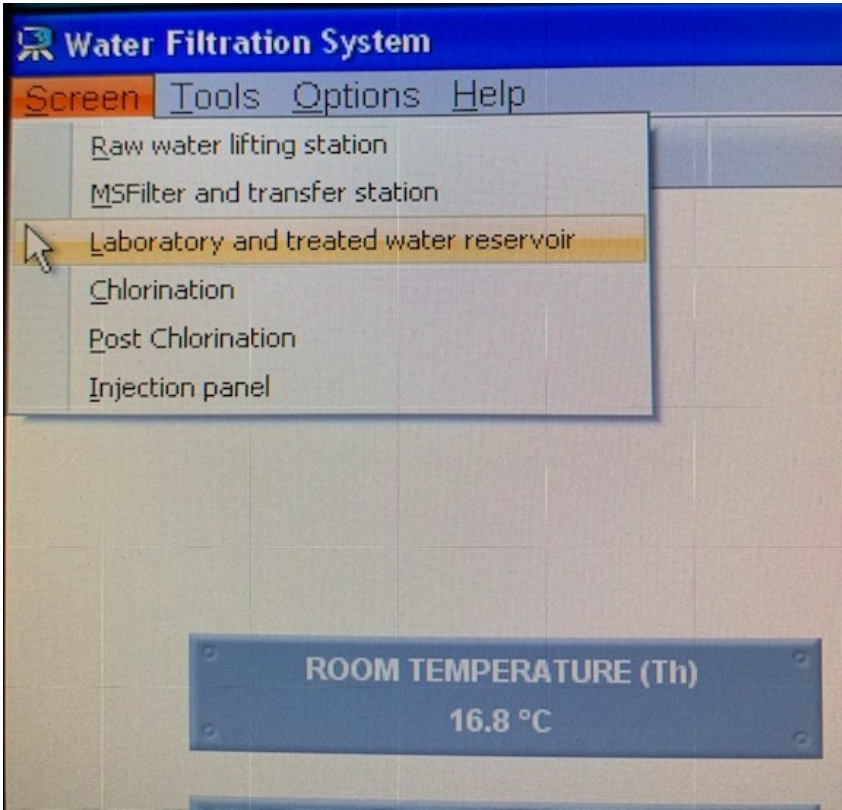 Water Filtration System
Screen Tools Options Help
Raw water lifting station
MSFilter and transfer station
Laboratory and treated water reservoir
Chlorination
Post Chlorination
Injection panel
ROOM TEMPERATURE (Th)
16.8 °C